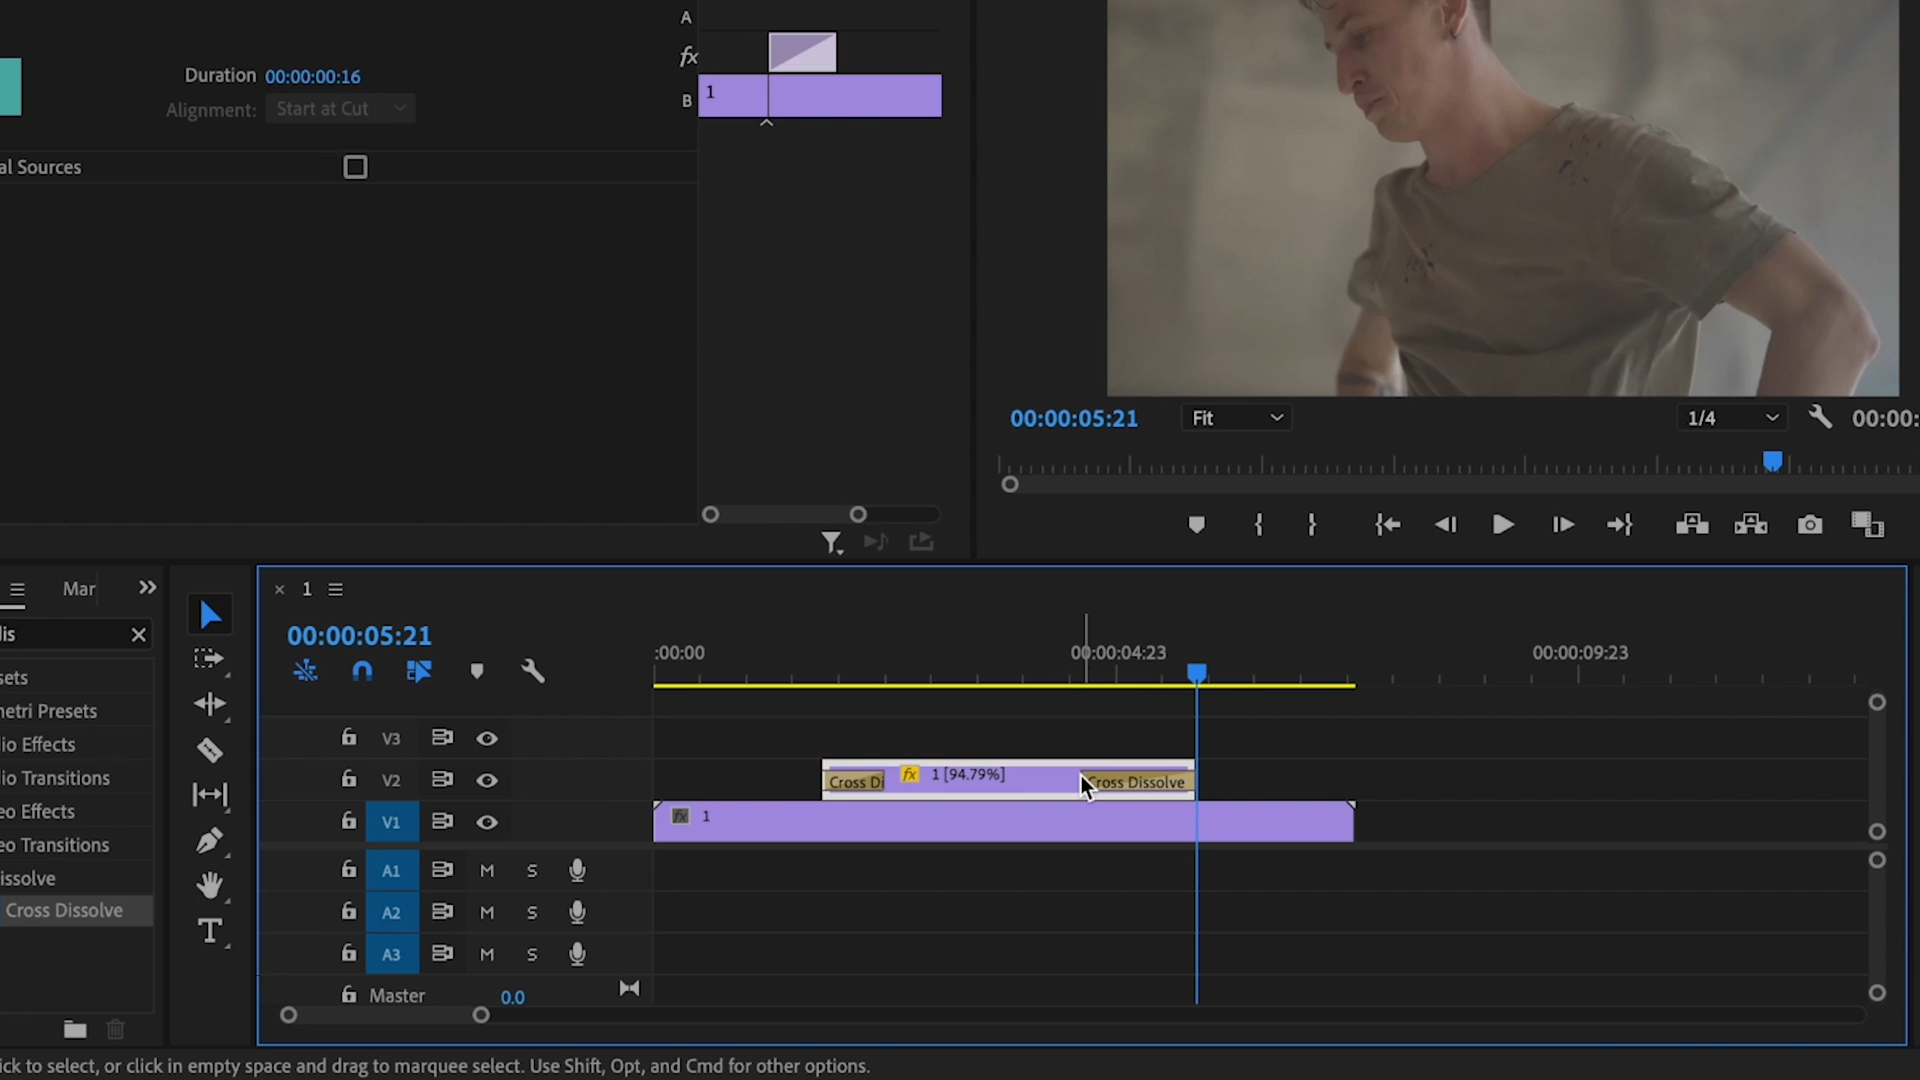 A
fx
Duration 00:00:00:16
1
B
Alignment: Start at Cut
al Sources
00:00:05:21
Fit
1/4
00:00:
Mar
1
lis
00:00:05:21
:00:00
00:00:04:23
00:00:09:23
sets
netri Presets
io Effects
io Transitions
eo Effects
eo Transitions
issolve
Cross Dissolve
V3
V2
Cross Di
fx
1 [94.79%]
Cross Dissolve
V1
fx
1
A1
M
S
A2
M
S
A3
M
S
Master
0.0
T
ick to select, or click in empty space and drag to marquee select. Use Shift, Opt, and Cmd for other options.